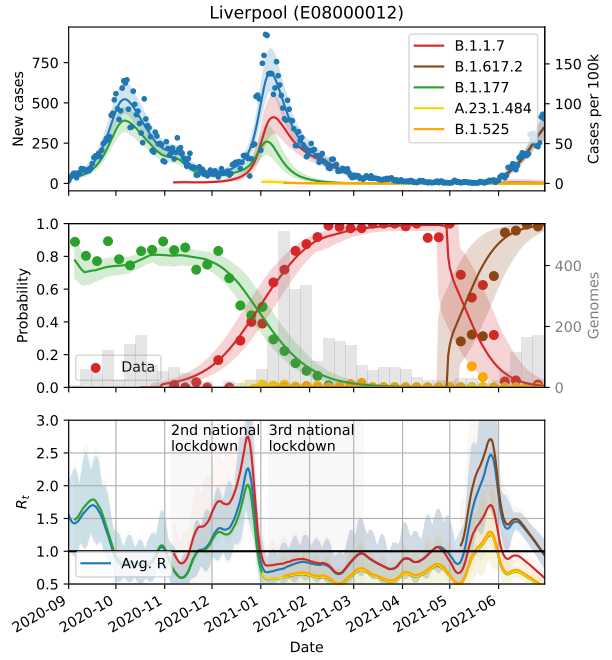 Liverpool (E08000012)
New cases
750
500
250
0
B.1.1.7
B.1.617.2
B.1.177
A.23.1.484
B.1.525
150
100
50
0
Cases per 100k
Probability
1.0
0.8
0.6
0.4
0.2
0.0
Data
400
200
0
Genomes
Rt
3.0
2.5
2.0
1.5
1.0
0.5
2nd national
lockdown
3rd national
lockdown
Avg. R
2020-09
2020-10
2020-11
2020-12
2021-01
2021-02
2021-03
2021-04
2021-05
2021-06
Date